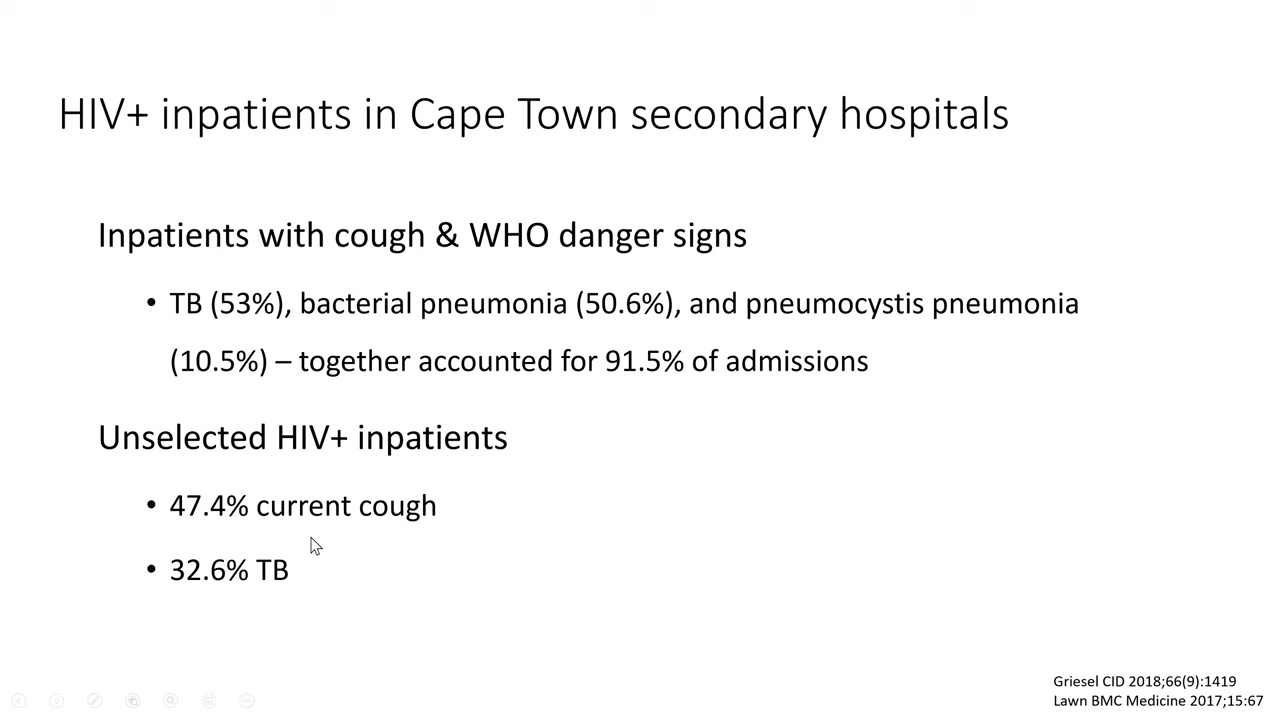 HIV+ inpatients in Cape Town secondary hospitals
Inpatients with cough & WHO danger signs
• TB (53%), bacterial pneumonia (50.6%), and pneumocystis pneumonia
(10.5%) – together accounted for 91.5% of admissions
Unselected HIV+ inpatients
• 47.4% current cough
• 32.6% TB
Griesel CID 2018;66(9):1419
Lawn BMC Medicine 2017;15:67